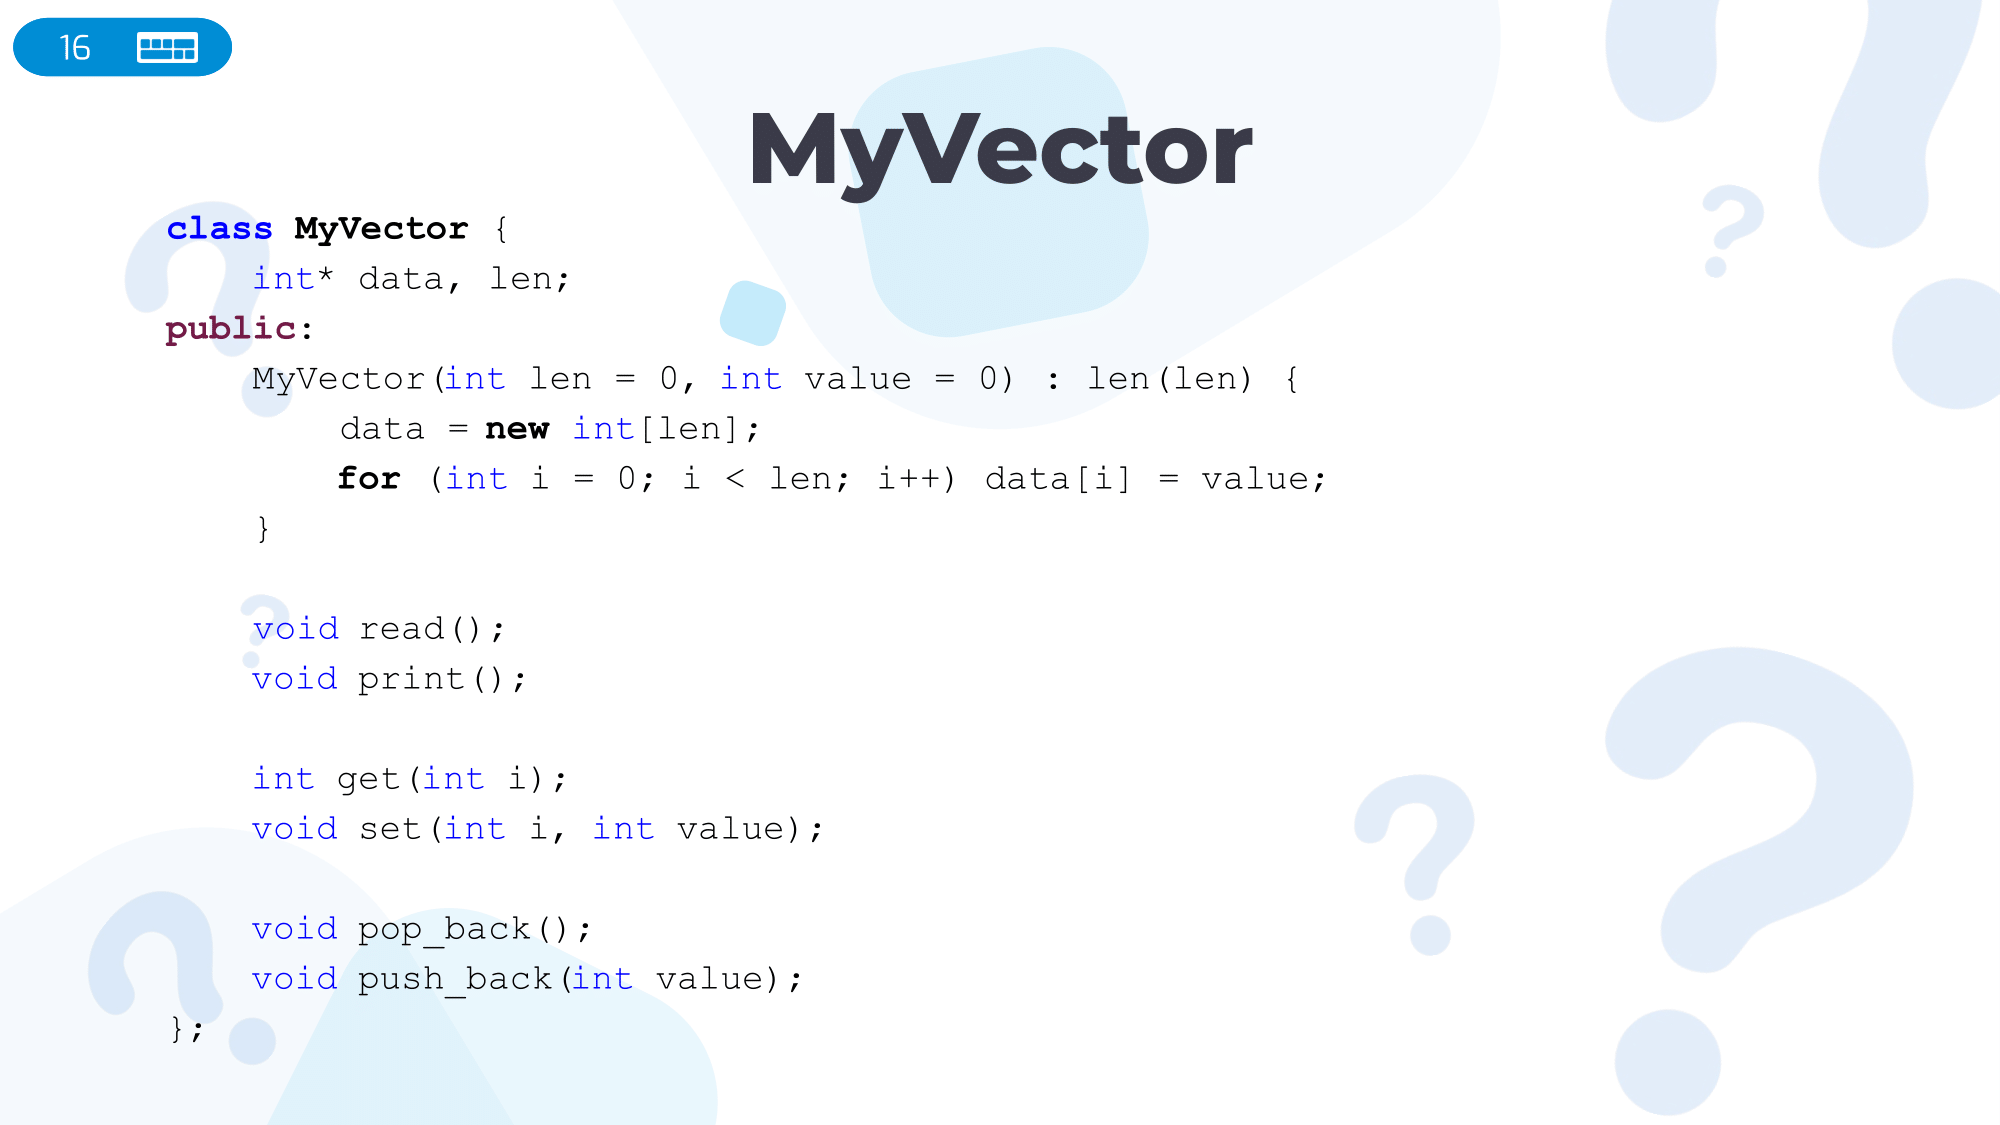 16
MyVector
class MyVector {
    int* data, len;
public:
    MyVector(int len = 0, int value = 0) : len(len) {
        data = new int[len];
        for (int i = 0; i < len; i++) data[i] = value;
    }
    void read();
    void print();
    int get(int i);
    void set(int i, int value);
    void pop_back();
    void push_back(int value);
};